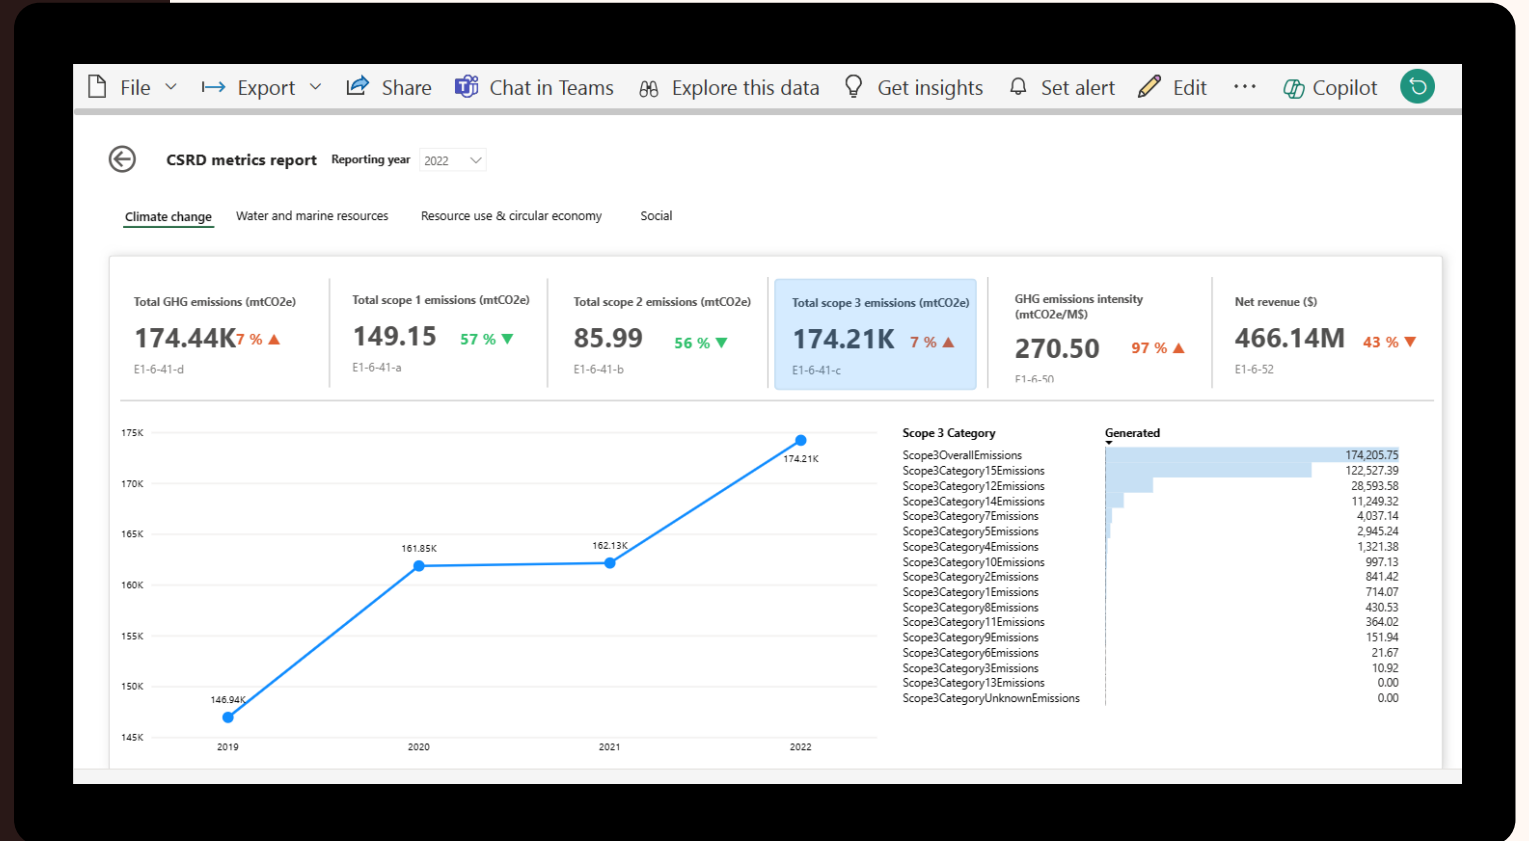 File Export Share Chat in Teams Explore this data Get insights Set alert Edit ... Copilot
CSRD metrics report Reporting year 2022
Climate change Water and marine resources Resource use & circular economy Social
Total GHG emissions (mtCO2e)
174.44K 7 %
E1-6-41-d
Total scope 1 emissions (mtCO2e)
149.15 57 %
E1-6-41-a
Total scope 2 emissions (mtCO2e)
85.99 56 %
E1-6-41-b
Total scope 3 emissions (mtCO2e)
174.21K 7 %
E1-6-41-c
GHG emissions intensity
(mtCO2e/M$)
270.50 97 %
E1-6-50
Net revenue ($)
466.14M 43 %
E1-6-52
175K
170K
165K
160K
155K
150K
145K
146.94K
161.85K
162.13K
174.21K
2019 2020 2021 2022
Scope 3 Category Generated
Scope3OverallEmissions 174,205.75
Scope3Category15Emissions 122,527.39
Scope3Category12Emissions 28,593.58
Scope3Category14Emissions 11,249.32
Scope3Category7Emissions 4,037.14
Scope3Category5Emissions 2,945.24
Scope3Category4Emissions 1,321.38
Scope3Category10Emissions 997.13
Scope3Category2Emissions 841.42
Scope3Category1Emissions 714.07
Scope3Category8Emissions 430.53
Scope3Category11Emissions 364.02
Scope3Category9Emissions 151.94
Scope3Category6Emissions 21.67
Scope3Category3Emissions 10.92
Scope3Category13Emissions 0.00
Scope3CategoryUnknownEmissions 0.00